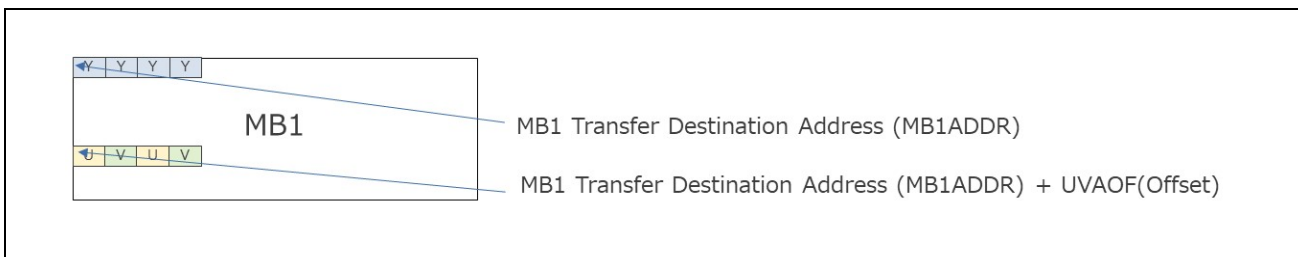 Y Y Y Y
MB1
MB1 Transfer Destination Address (MB1ADDR)
U V U V
MB1 Transfer Destination Address (MB1ADDR) + UVAOF(Offset)